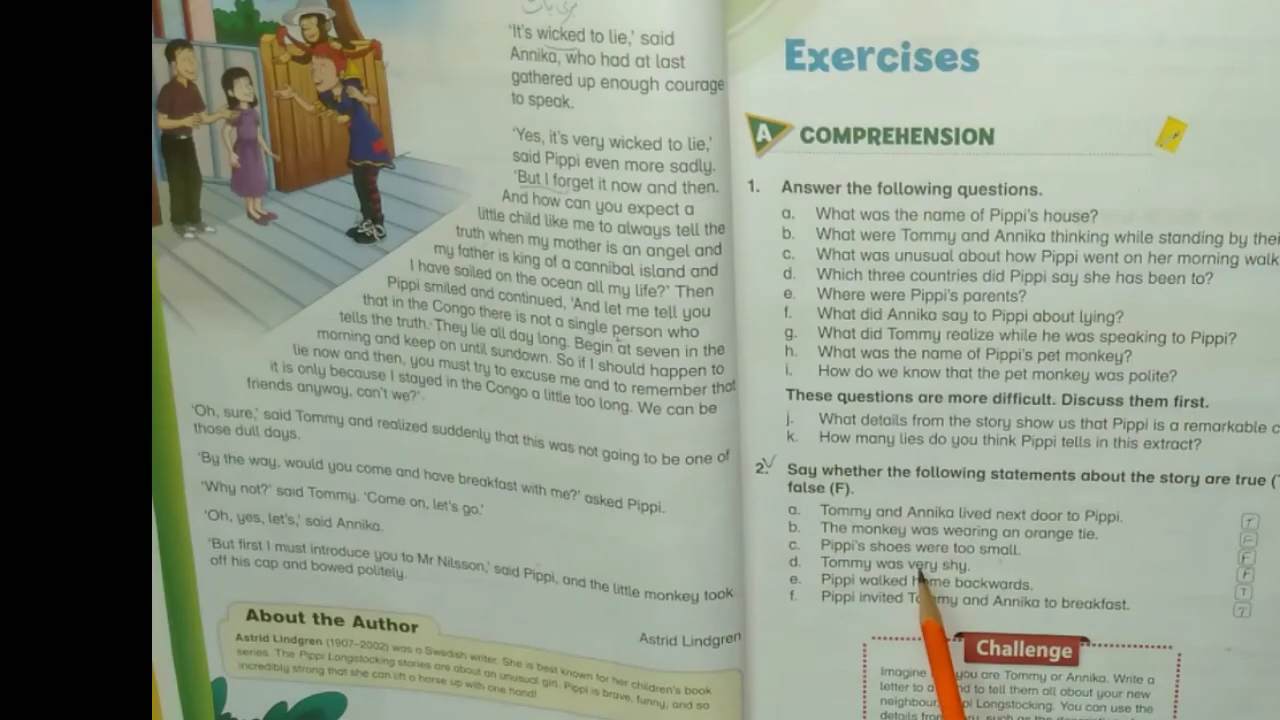 'It's wicked to lie,' said
Annika, who had at last
gathered up enough courage
to speak.
'Yes, it's very wicked to lie,'
said Pippi even more sadly.
'But I forget it now and then.
And how can you expect a
little child like me to always tell the
truth when my mother is an angel and
my father is king of a cannibal island and
I have sailed on the ocean all my life?' Then
Pippi smiled and continued, 'And let me tell you
that in the Congo there is not a single person who
tells the truth. They lie all day long. Begin at seven in the
morning and keep on until sundown. So if I should happen to
lie now and then, you must try to excuse me and to remember that
it is only because I stayed in the Congo a little too long. We can be
friends anyway, can't we?'
'Oh, sure,' said Tommy and realized suddenly that this was not going to be one of
those dull days.
'By the way, would you come and have breakfast with me?' asked Pippi.
'Why not?' said Tommy. 'Come on, let's go.'
'Oh, yes, let's,' said Annika.
'But first I must introduce you to Mr Nilsson,' said Pippi, and the little monkey took
off his cap and bowed politely.
Astrid Lindgren
About the Author
Astrid Lindgren (1907–2002) was a Swedish writer. She is best known for her children's book
series. The Pippi Longstocking stories are about an unusual girl. Pippi is brave, funny, and so
incredibly strong that she can lift a horse up with one hand!
Exercises
A COMPREHENSION
1. Answer the following questions.
a. What was the name of Pippi's house?
b. What were Tommy and Annika thinking while standing by thei
c. What was unusual about how Pippi went on her morning walk
d. Which three countries did Pippi say she has been to?
e. Where were Pippi's parents?
f. What did Annika say to Pippi about lying?
g. What did Tommy realize while he was speaking to Pippi?
h. What was the name of Pippi's pet monkey?
i. How do we know that the pet monkey was polite?
These questions are more difficult. Discuss them first.
j. What details from the story show us that Pippi is a remarkable c
k. How many lies do you think Pippi tells in this extract?
2. Say whether the following statements about the story are true (
false (F).
a. Tommy and Annika lived next door to Pippi. T
b. The monkey was wearing an orange tie. F
c. Pippi's shoes were too small. F
d. Tommy was very shy. F
e. Pippi walked home backwards. T
f. Pippi invited Tommy and Annika to breakfast. T
Challenge
Imagine you are Tommy or Annika. Write a
letter to a to tell them all about your new
neighbour, Longstocking. You can use the